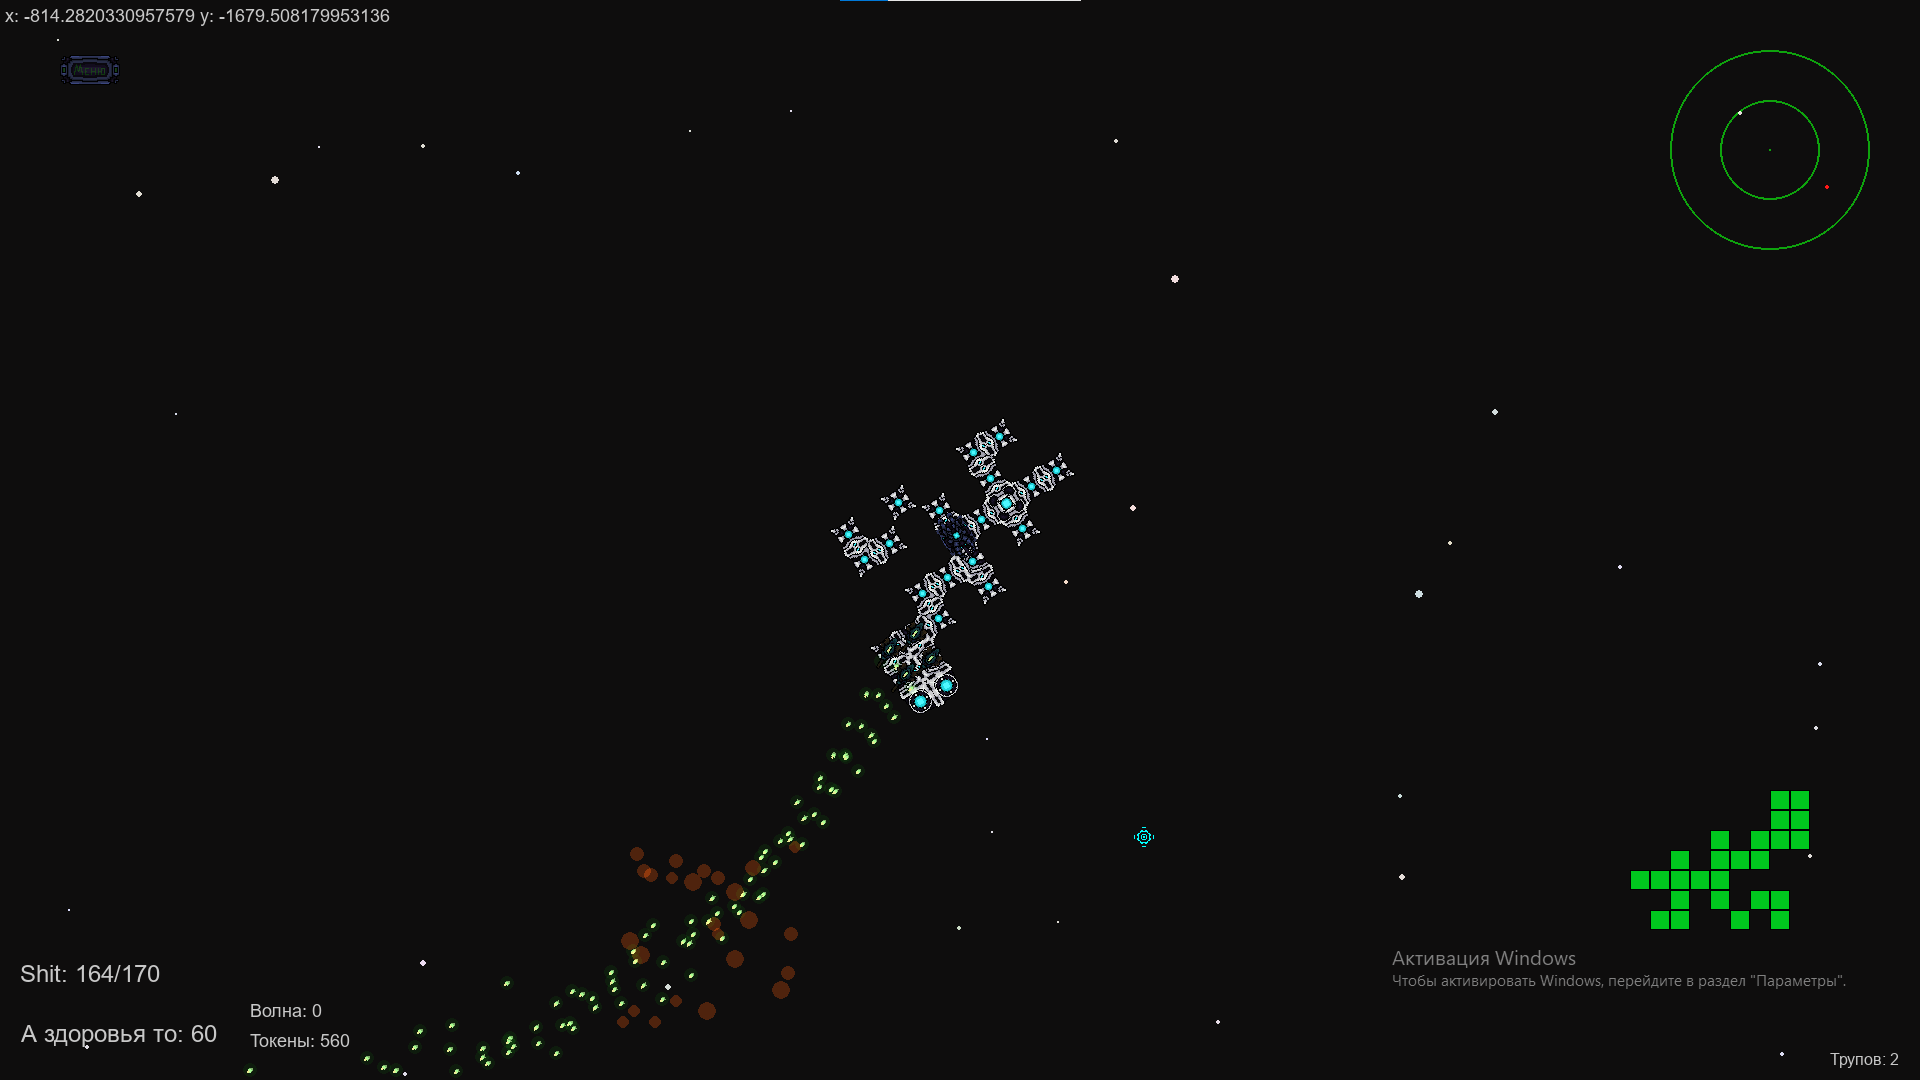 x: -814.2820330957579 y: -1679.508179953136
Меню
Shit: 164/170
А здоровья то: 60
Волна: 0
Токены: 560
Активация Windows
Чтобы активировать Windows, перейдите в раздел "Параметры".
Трупов: 2